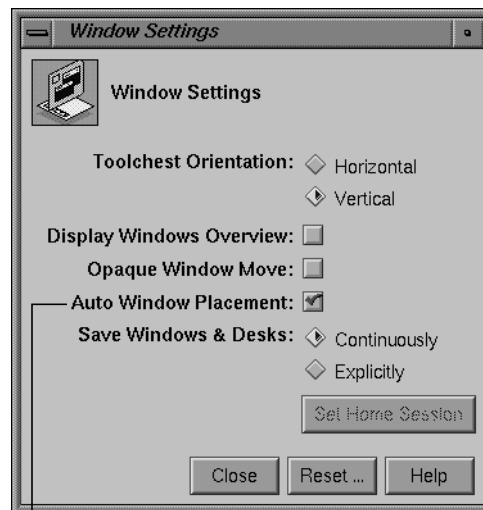 Window Settings
Window Settings
Toolchest Orientation: Horizontal
Vertical
Display Windows Overview:
Opaque Window Move:
Auto Window Placement:
Save Windows & Desks: Continuously
Explicitly
Set Home Session
Close Reset ... Help